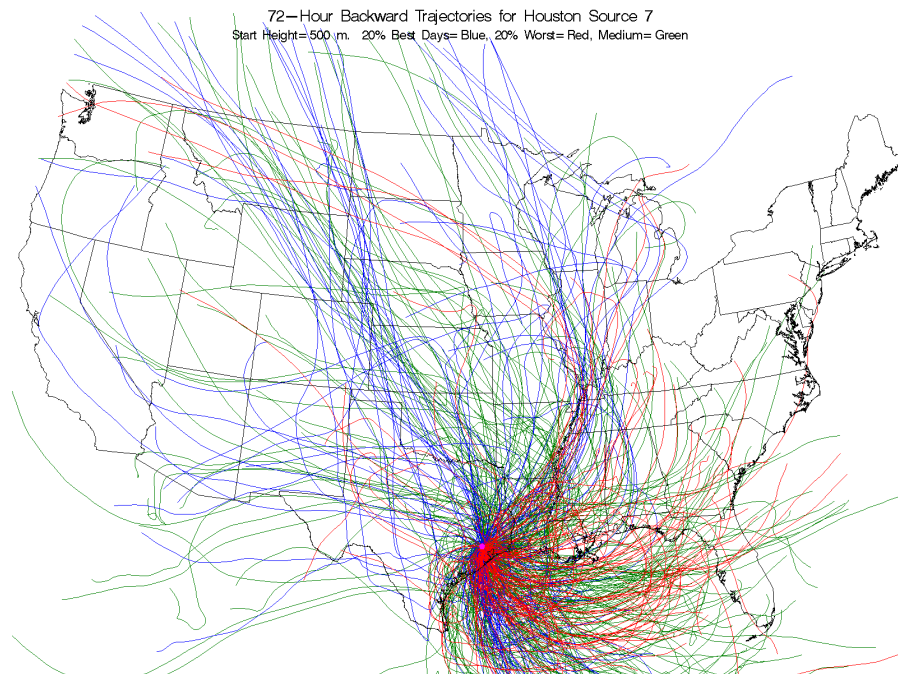 72-Hour Backward Trajectories for Houston Source 7
Start Height= 500 m. 20% Best Days= Blue, 20% Worst= Red, Medium= Green